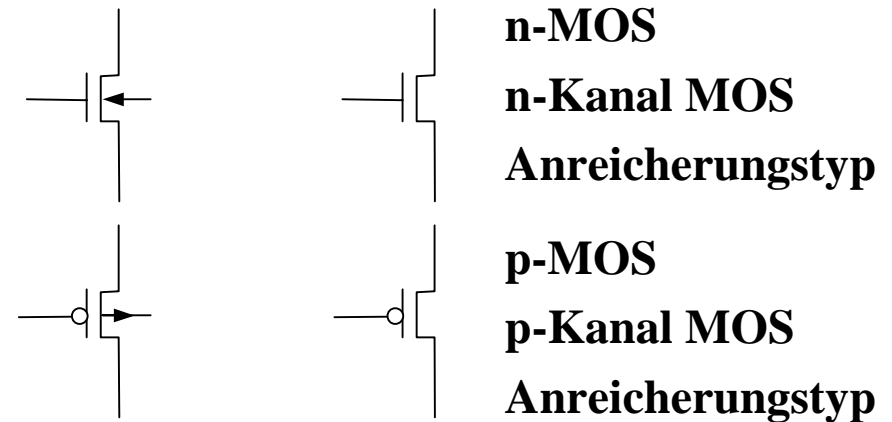 n-MOS
n-Kanal MOS
Anreicherungstyp
p-MOS
p-Kanal MOS
Anreicherungstyp